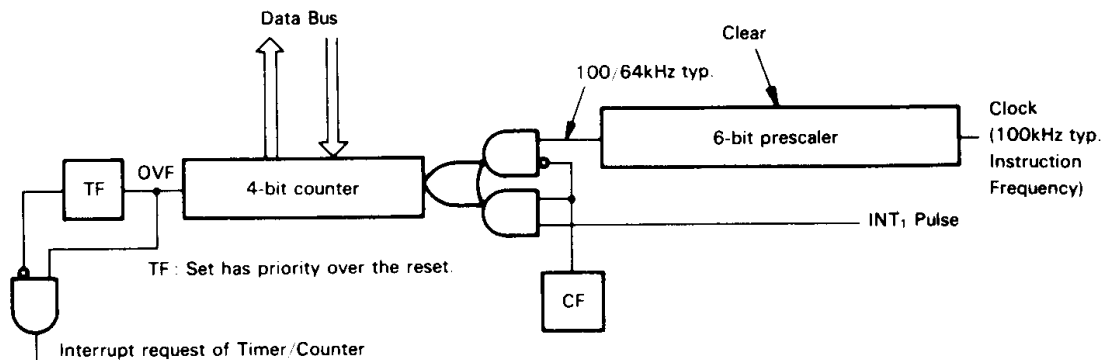 Data Bus
Clear
100/64kHz typ.
6-bit prescaler
Clock
(100kHz typ.
Instruction
Frequency)
TF
OVF
4-bit counter
INT₁ Pulse
TF : Set has priority over the reset.
CF
Interrupt request of Timer/Counter